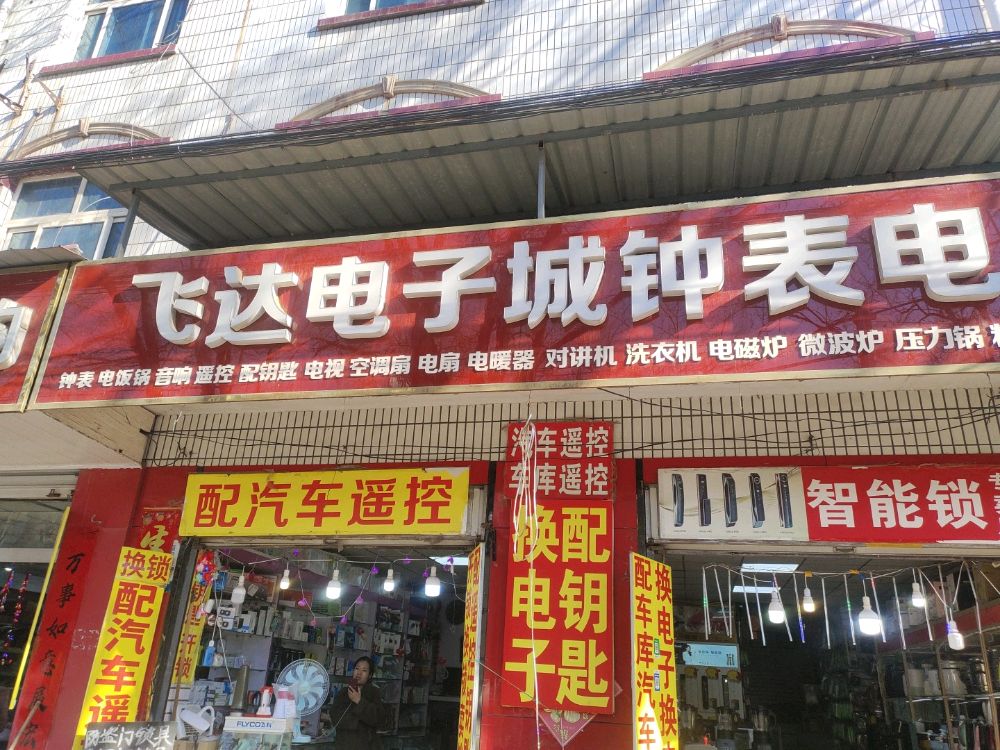 飞达电子城钟表电
钟表 电饭锅 音响 遥控 配钥匙 电视 空调扇 电扇 电暖器 对讲机 洗衣机 电磁炉 微波炉 压力锅
汽车遥控
车库遥控
配汽车遥控
智能锁
配钥匙
换电子
换锁
配汽车遥
开锁
万事如意
换电子换
配车库汽车
FLYCO